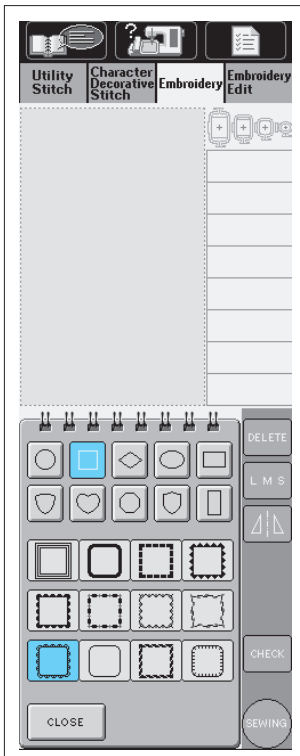 ?
Utility
Stitch
Character
Decorative
Stitch
Embroidery
Embroidery
Edit
DELETE
L M S
CHECK
CLOSE
SEWING